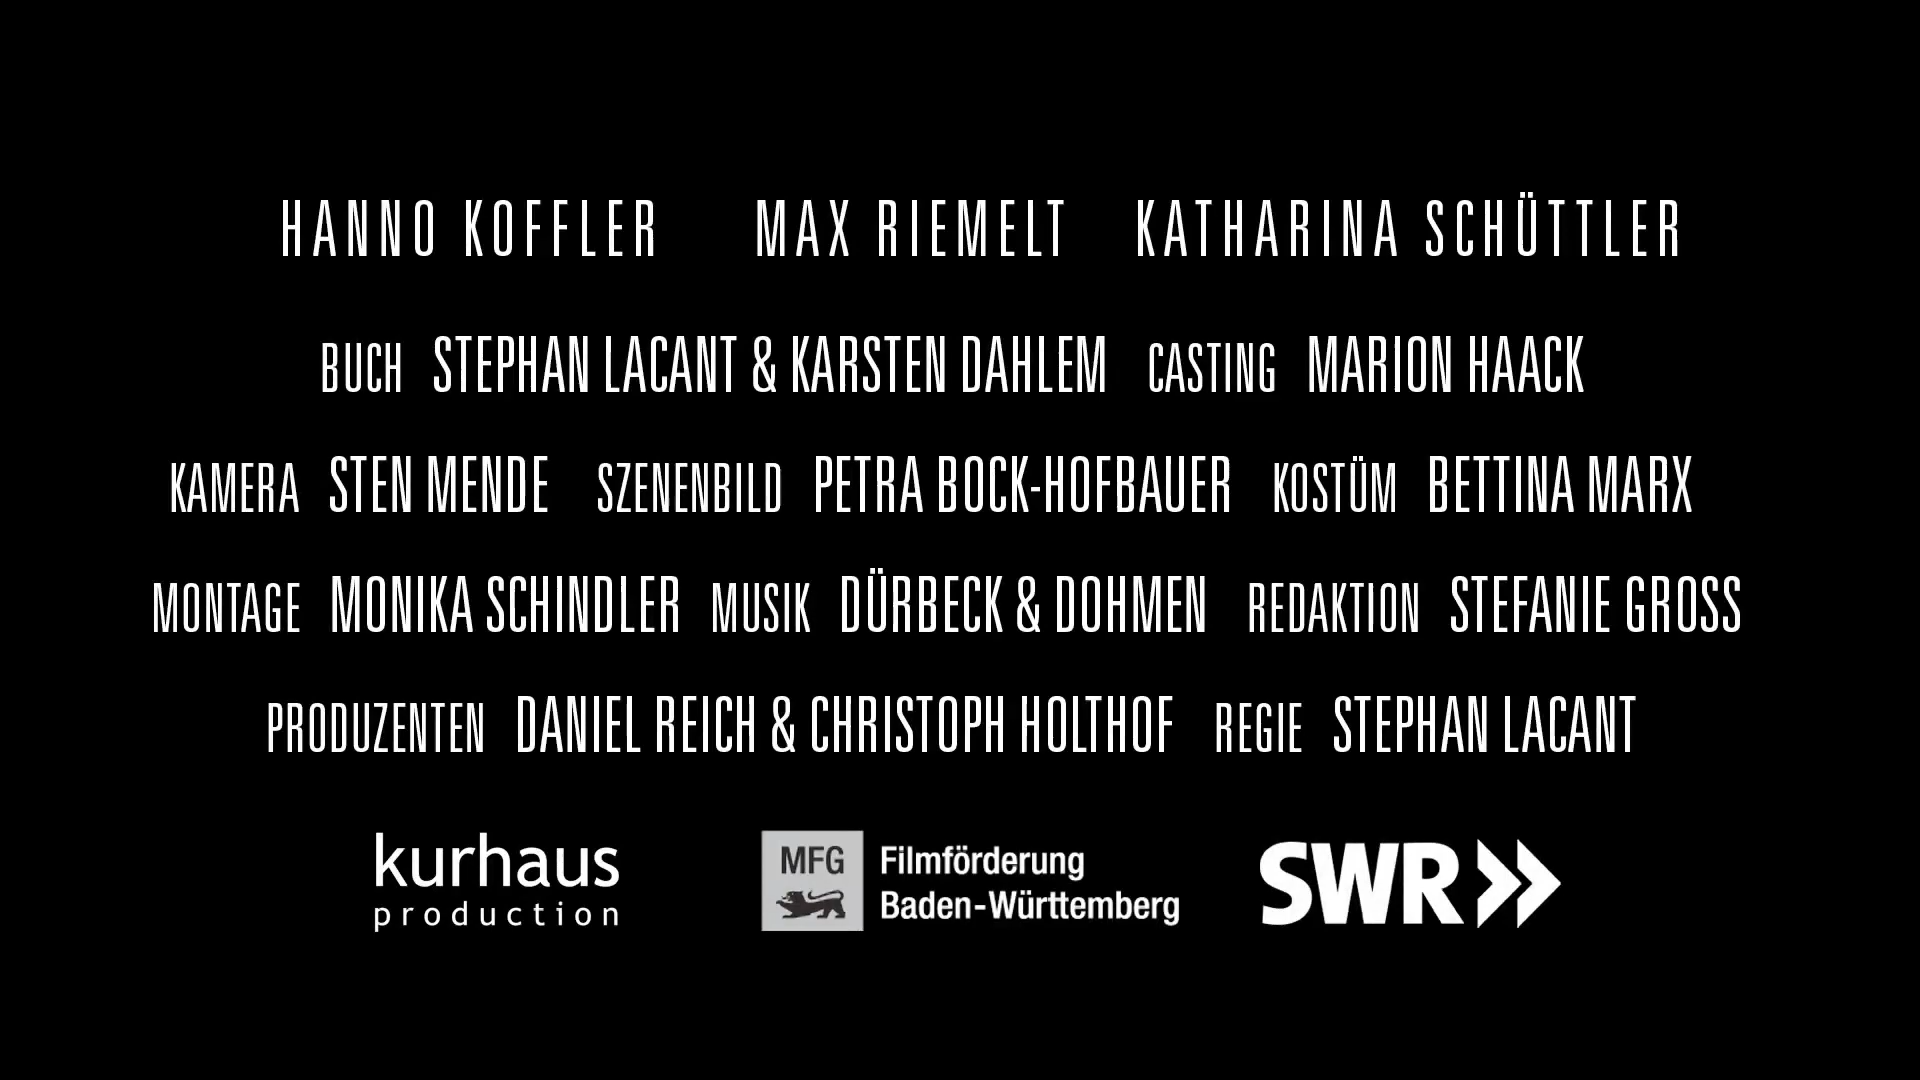 HANNO KOFFLER MAX RIEMELT KATHARINA SCHÜTTLER
BUCH STEPHAN LACANT & KARSTEN DAHLEM CASTING MARION HAACK
KAMERA STEN MENDE SZENENBILD PETRA BOCK-HOFBAUER KOSTÜM BETTINA MARX
MONTAGE MONIKA SCHINDLER MUSIK DÜRBECK & DOHMEN REDAKTION STEFANIE GROSS
PRODUZENTEN DANIEL REICH & CHRISTOPH HOLTHOF REGIE STEPHAN LACANT
kurhaus
production
MFG
Filmförderung
Baden-Württemberg
SWR